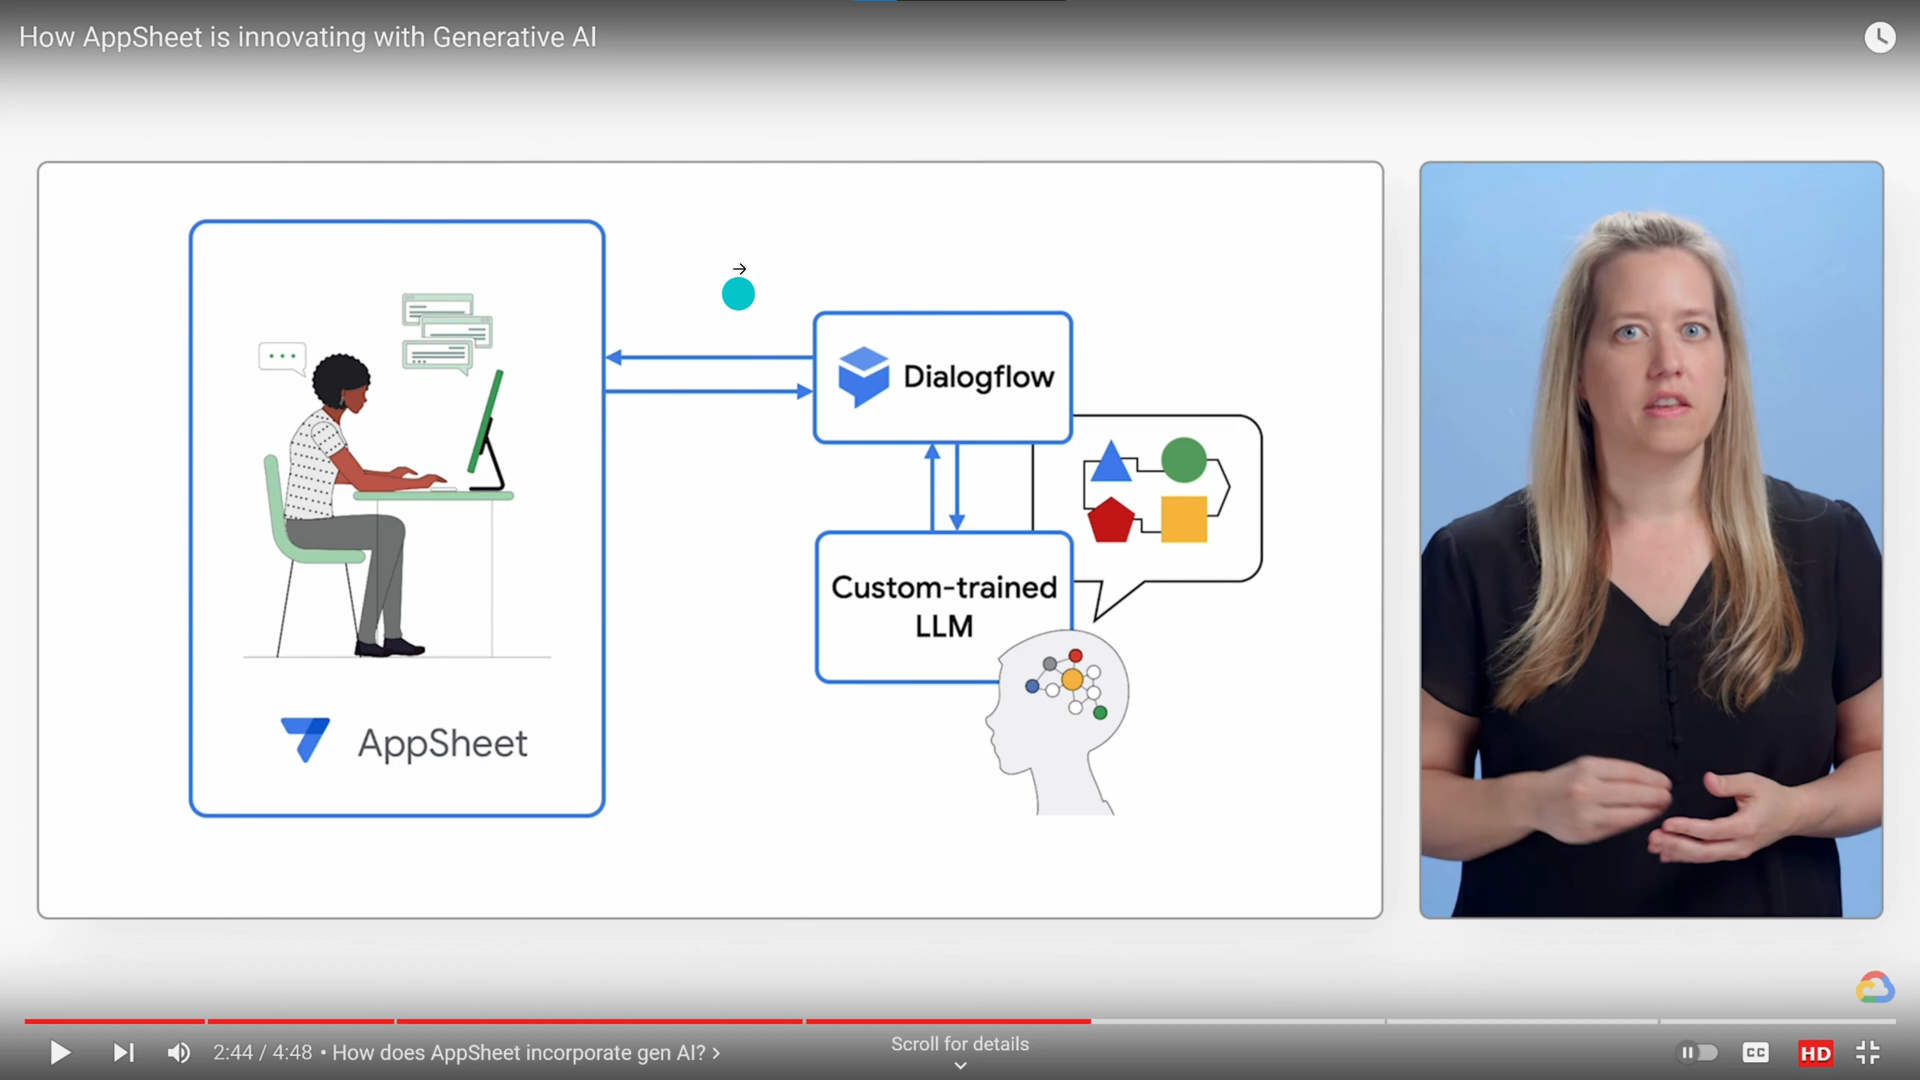 How AppSheet is innovating with Generative AI
Dialogflow
Custom-trained
LLM
AppSheet
Scroll for details
2:44 / 4:48 • How does AppSheet incorporate gen AI? ›
CC
HD